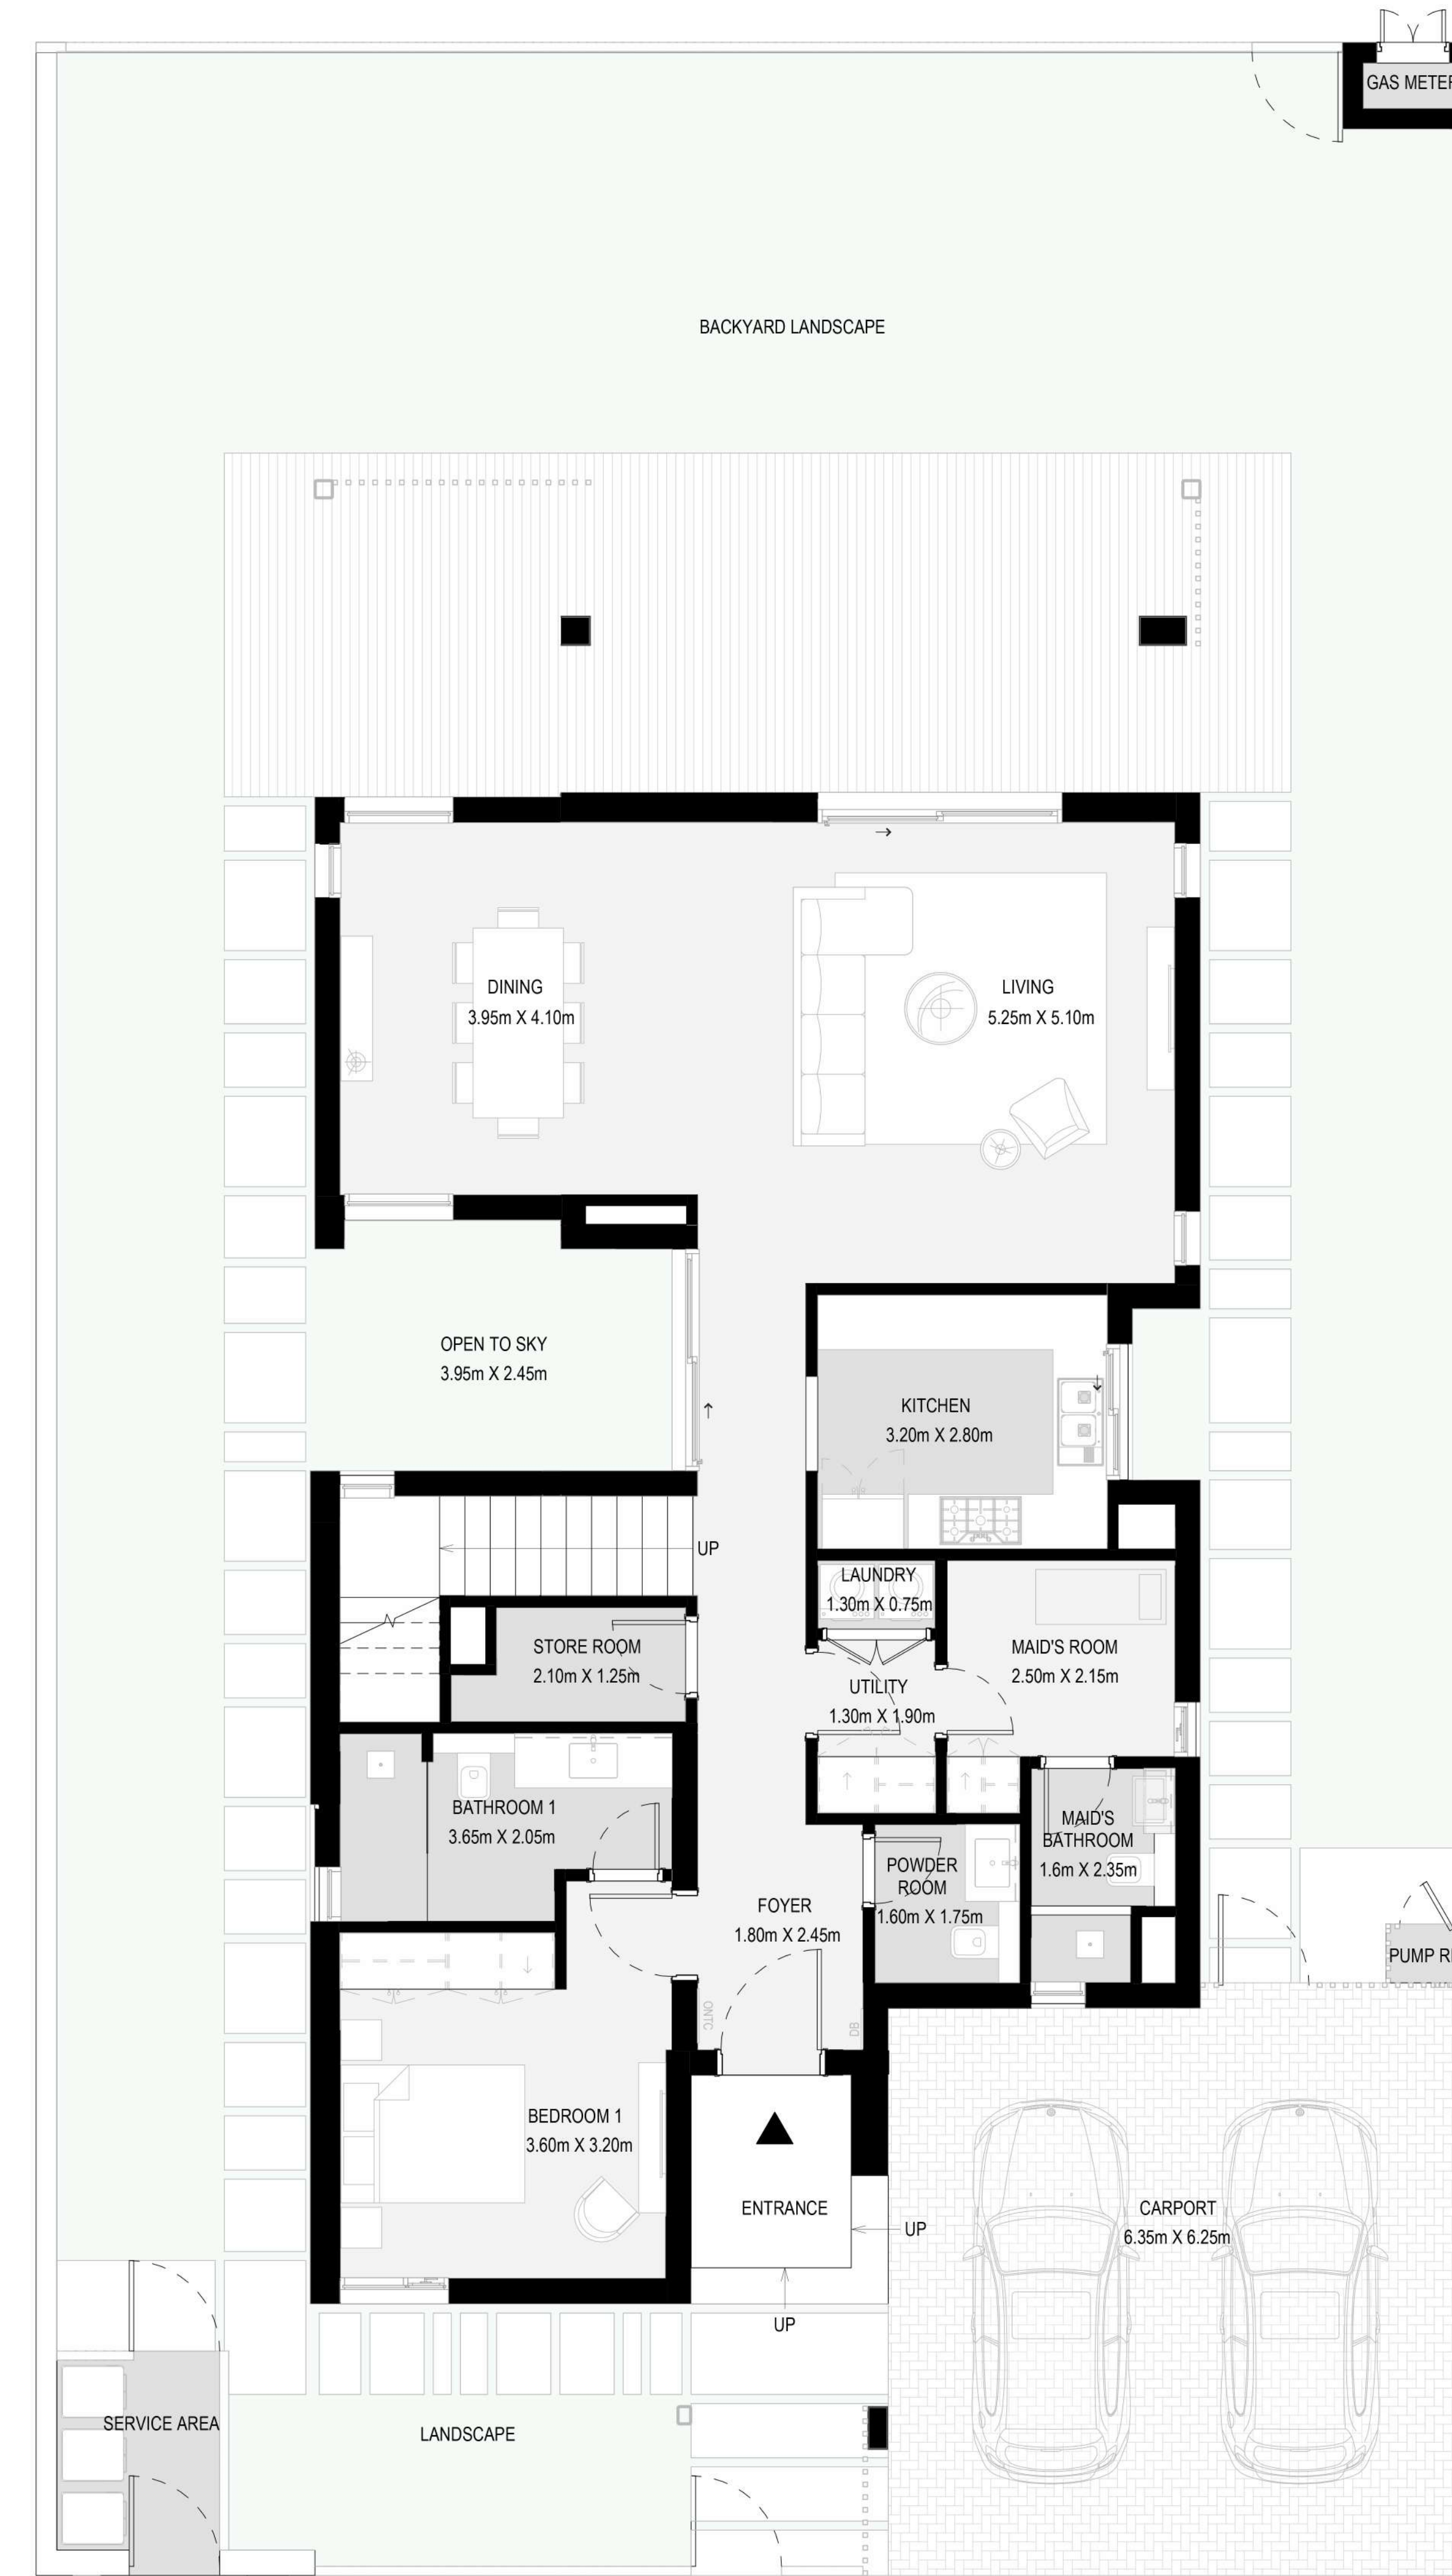 GAS METER
BACKYARD LANDSCAPE
DINING
3.95m X 4.10m
LIVING
5.25m X 5.10m
OPEN TO SKY
3.95m X 2.45m
KITCHEN
3.20m X 2.80m
UP
LAUNDRY
1.30m X 0.75m
STORE ROOM
2.10m X 1.25m
MAID'S ROOM
2.50m X 2.15m
UTILITY
1.30m X 1.90m
BATHROOM 1
3.65m X 2.05m
MAID'S
BATHROOM
1.6m X 2.35m
POWDER
ROOM
1.60m X 1.75m
FOYER
1.80m X 2.45m
PUMP R
ONTC
DB
BEDROOM 1
3.60m X 3.20m
ENTRANCE
UP
CARPORT
6.35m X 6.25m
UP
SERVICE AREA
LANDSCAPE